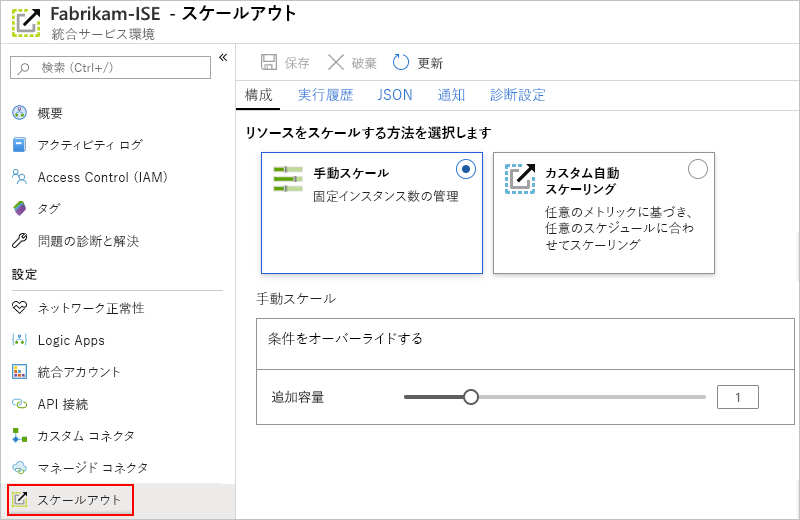 Fabrikam-ISE - スケールアウト
統合サービス環境
検索 (Ctrl+/)
«
概要
アクティビティ ログ
Access Control (IAM)
タグ
問題の診断と解決
設定
ネットワーク正常性
Logic Apps
統合アカウント
API 接続
カスタム コネクタ
マネージド コネクタ
スケールアウト
保存 破棄 更新
構成 実行履歴 JSON 通知 診断設定
リソースをスケールする方法を選択します
手動スケール
固定インスタンス数の管理
カスタム自動
スケーリング
任意のメトリックに基づき、
任意のスケジュールに合わ
せてスケーリング
手動スケール
条件をオーバーライドする
追加容量 1